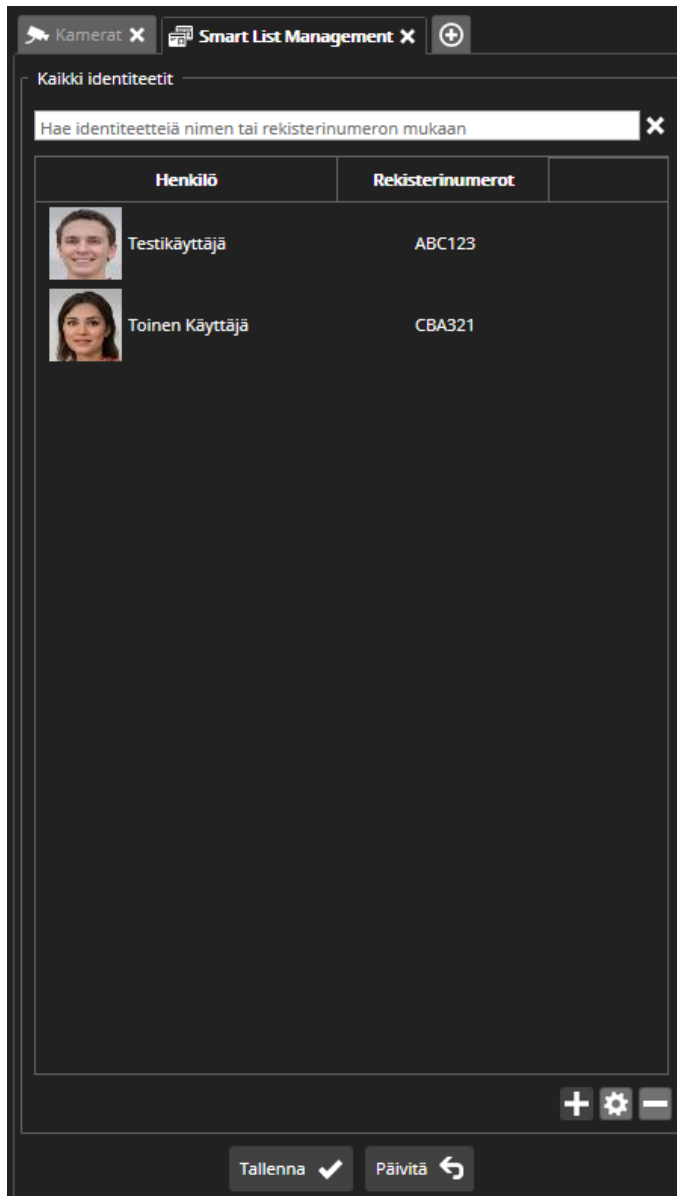 Kamerat Smart List Management
Kaikki identiteetit
Hae identiteetteiä nimen tai rekisterinumeron mukaan
Henkilö Rekisterinumerot
Testikäyttäjä ABC123
Toinen Käyttäjä CBA321
Tallenna Päivitä